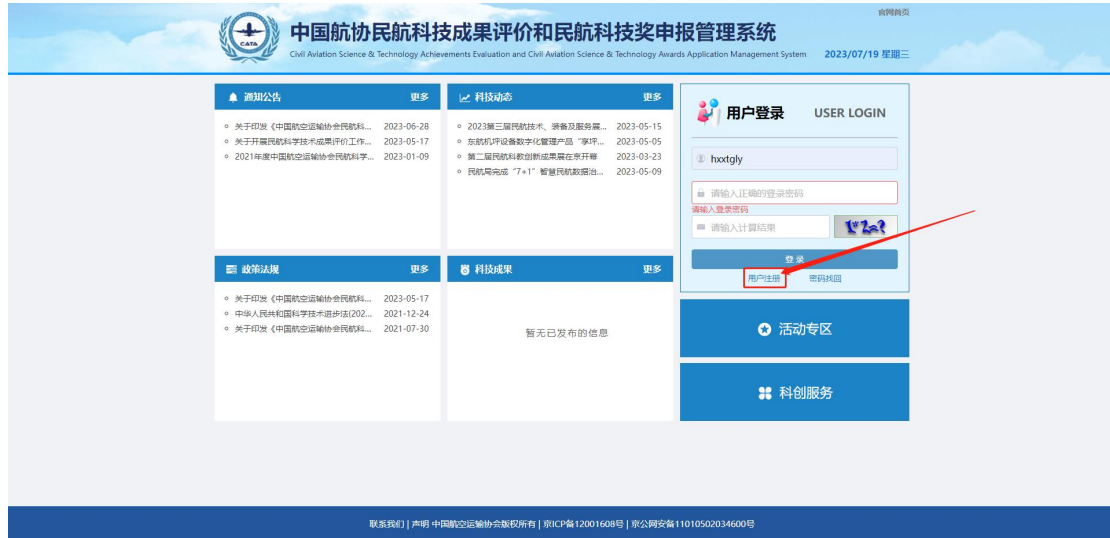 官网首页
CATA
中国航协民航科技成果评价和民航科技奖申报管理系统
Civil Aviation Science & Technology Achievements Evaluation and Civil Aviation Science & Technology Awards Application Management System
2023/07/19 星期三
通知公告 更多
关于印发《中国航空运输协会民航科... 2023-06-28
关于开展民航科学技术成果评价工作... 2023-05-17
2021年度中国航空运输协会民航科学... 2023-01-09
科技动态 更多
2023第三届民航技术、装备及服务展... 2023-05-15
东航机坪设备数字化管理产品“享坪... 2023-05-05
第二届民航科教创新成果展在京开幕 2023-03-23
民航局完成“7+1”智慧民航数据治... 2023-05-09
用户登录 USER LOGIN
hxxtgly
请输入正确的登录密码
请输入登录密码
请输入计算结果
1*2=?
登 录
用户注册 密码找回
政策法规 更多
关于印发《中国航空运输协会民航科... 2023-05-17
中华人民共和国科学技术进步法(202... 2021-12-24
关于印发《中国航空运输协会民航科... 2021-07-30
科技成果 更多
暂无已发布的信息
活动专区
科创服务
联系我们 | 声明 中国航空运输协会版权所有 | 京ICP备12001608号 | 京公网安备11010502034600号